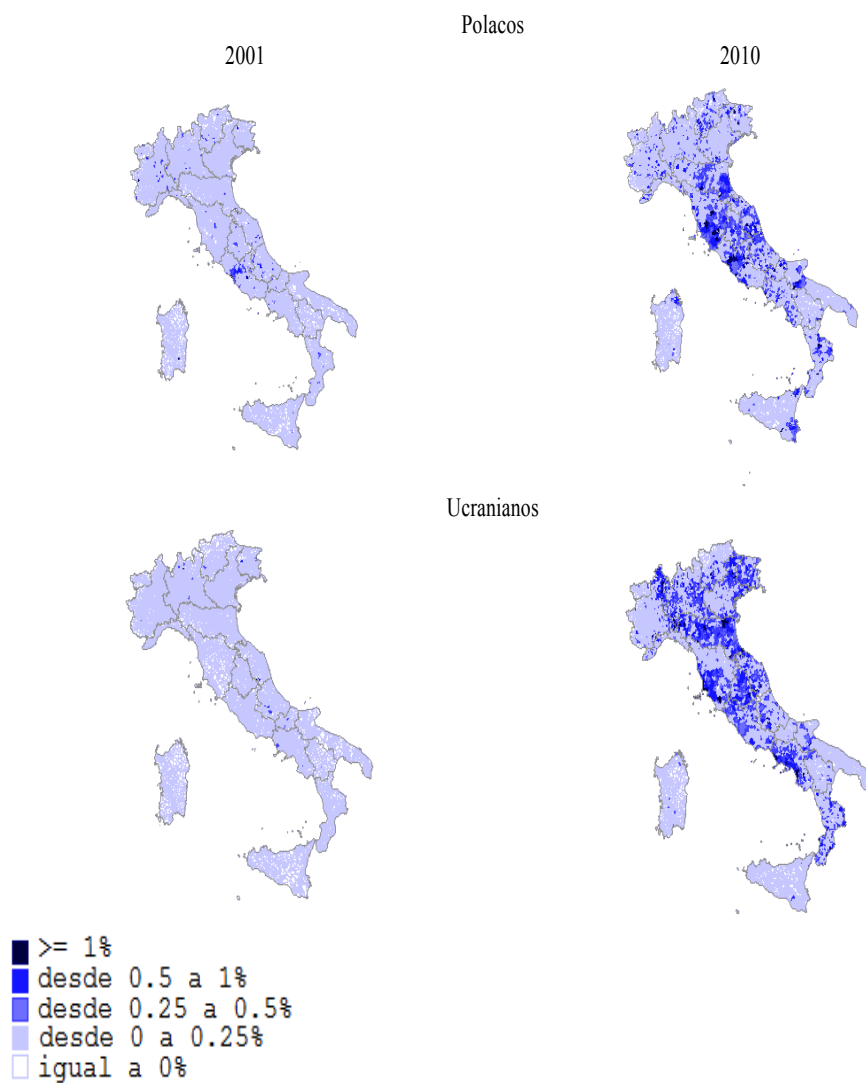 Polacos
2001 2010
Ucranianos
>= 1%
desde 0.5 a 1%
desde 0.25 a 0.5%
desde 0 a 0.25%
igual a 0%